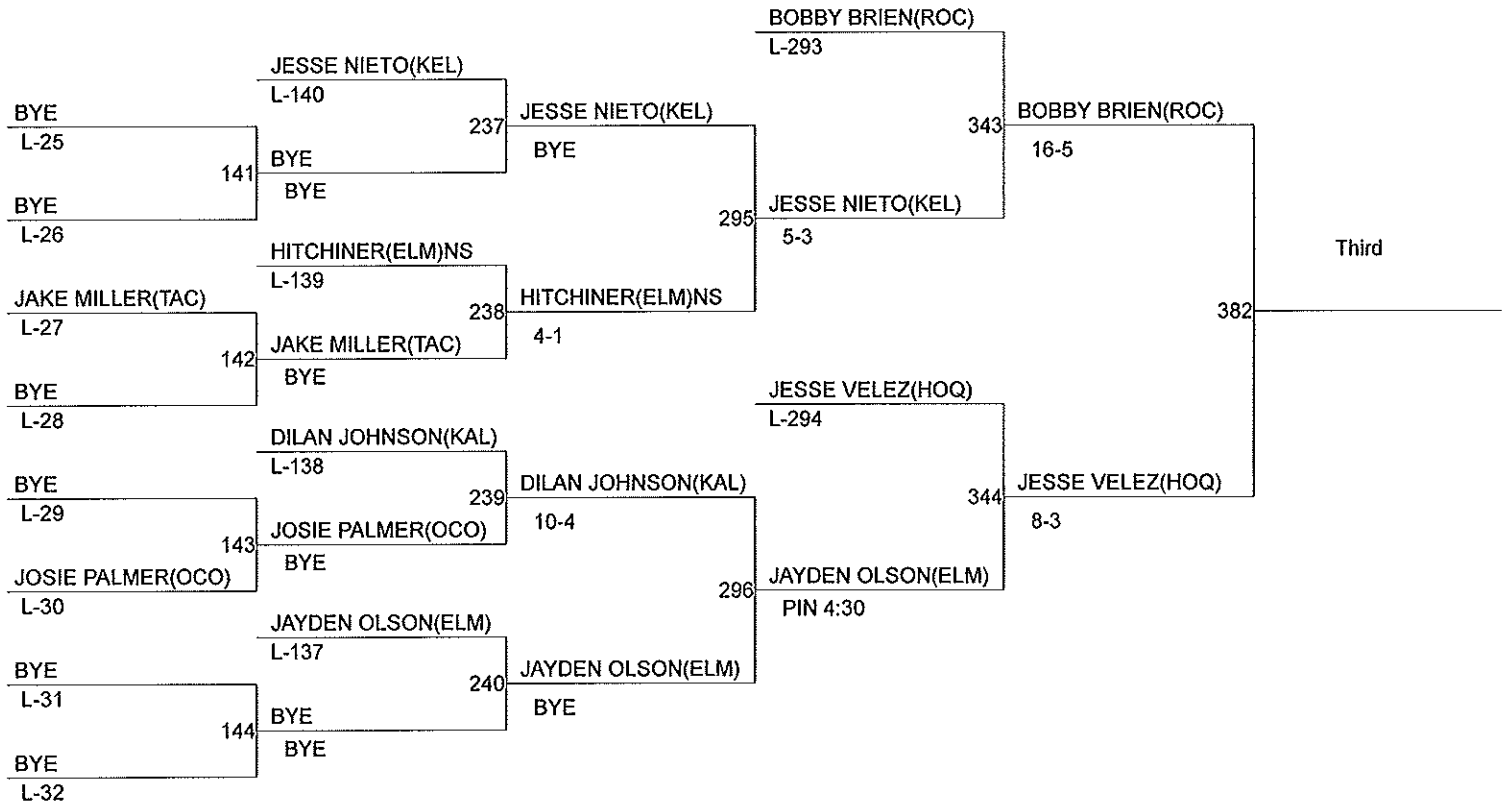 BOBBY BRIEN(ROC)
L-293
JESSE NIETO(KEL)
L-140
BYE
L-25
237
JESSE NIETO(KEL)
BYE
343
BOBBY BRIEN(ROC)
16-5
141
BYE
BYE
BYE
L-26
295
JESSE NIETO(KEL)
5-3
HITCHINER(ELM)NS
L-139
Third
JAKE MILLER(TAC)
L-27
238
HITCHINER(ELM)NS
4-1
382
142
JAKE MILLER(TAC)
BYE
BYE
L-28
JESSE VELEZ(HOQ)
L-294
DILAN JOHNSON(KAL)
L-138
BYE
L-29
239
DILAN JOHNSON(KAL)
10-4
344
JESSE VELEZ(HOQ)
8-3
143
JOSIE PALMER(OCO)
BYE
JOSIE PALMER(OCO)
L-30
296
JAYDEN OLSON(ELM)
PIN 4:30
JAYDEN OLSON(ELM)
L-137
BYE
L-31
240
JAYDEN OLSON(ELM)
BYE
144
BYE
BYE
BYE
L-32